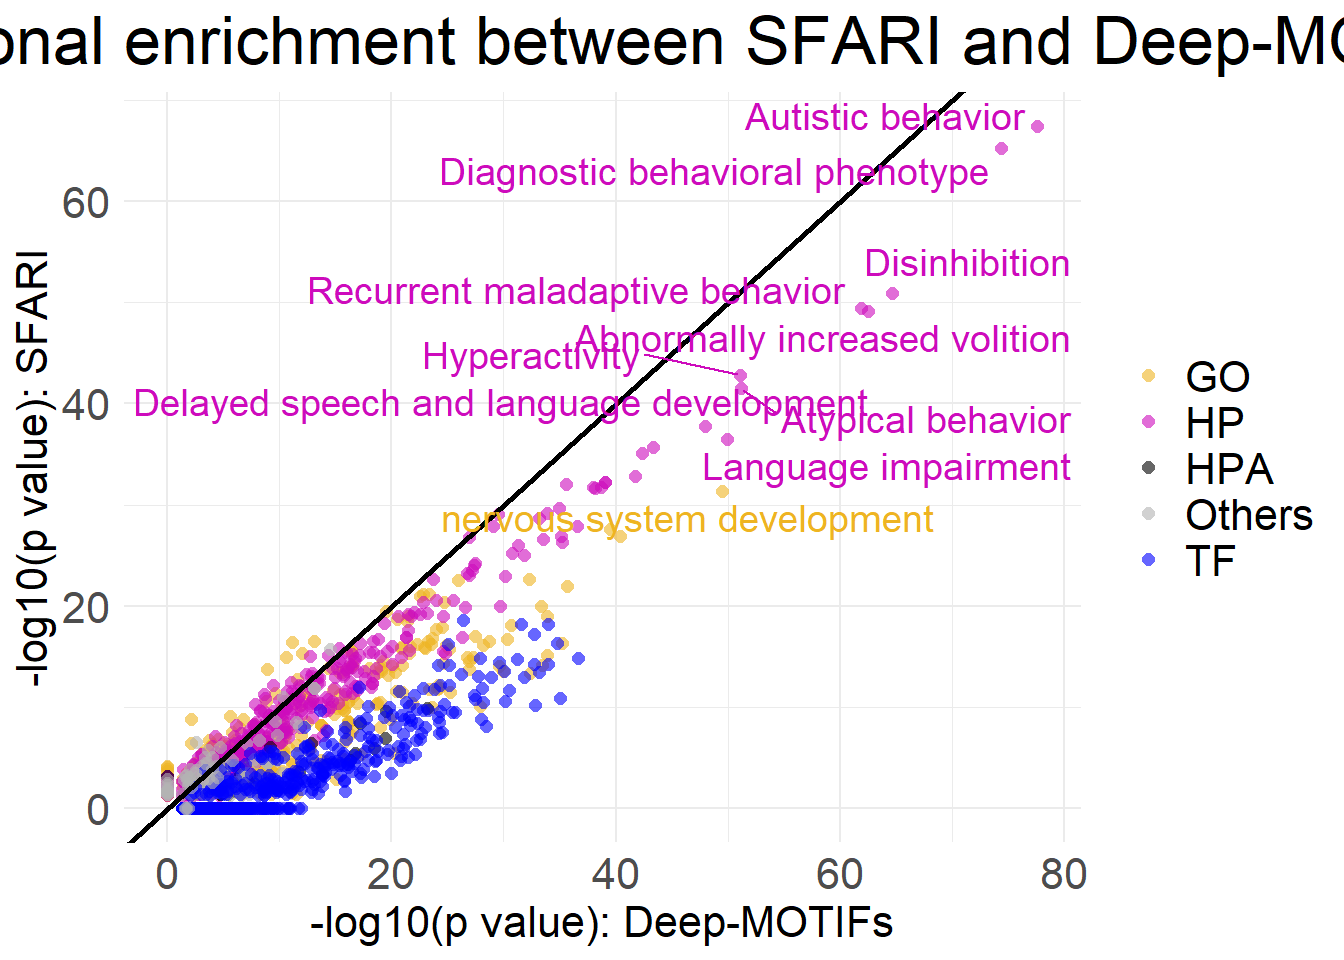 onal enrichment between SFARI and Deep-MO
Autistic behavior
Diagnostic behavioral phenotype
Disinhibition
Recurrent maladaptive behavior
Abnormally increased volition
Hyperactivity
Delayed speech and language development
Atypical behavior
Language impairment
nervous system development
-log10(p value): SFARI
60
40
20
0
0 20 40 60 80
-log10(p value): Deep-MOTIFs
GO
HP
HPA
Others
TF